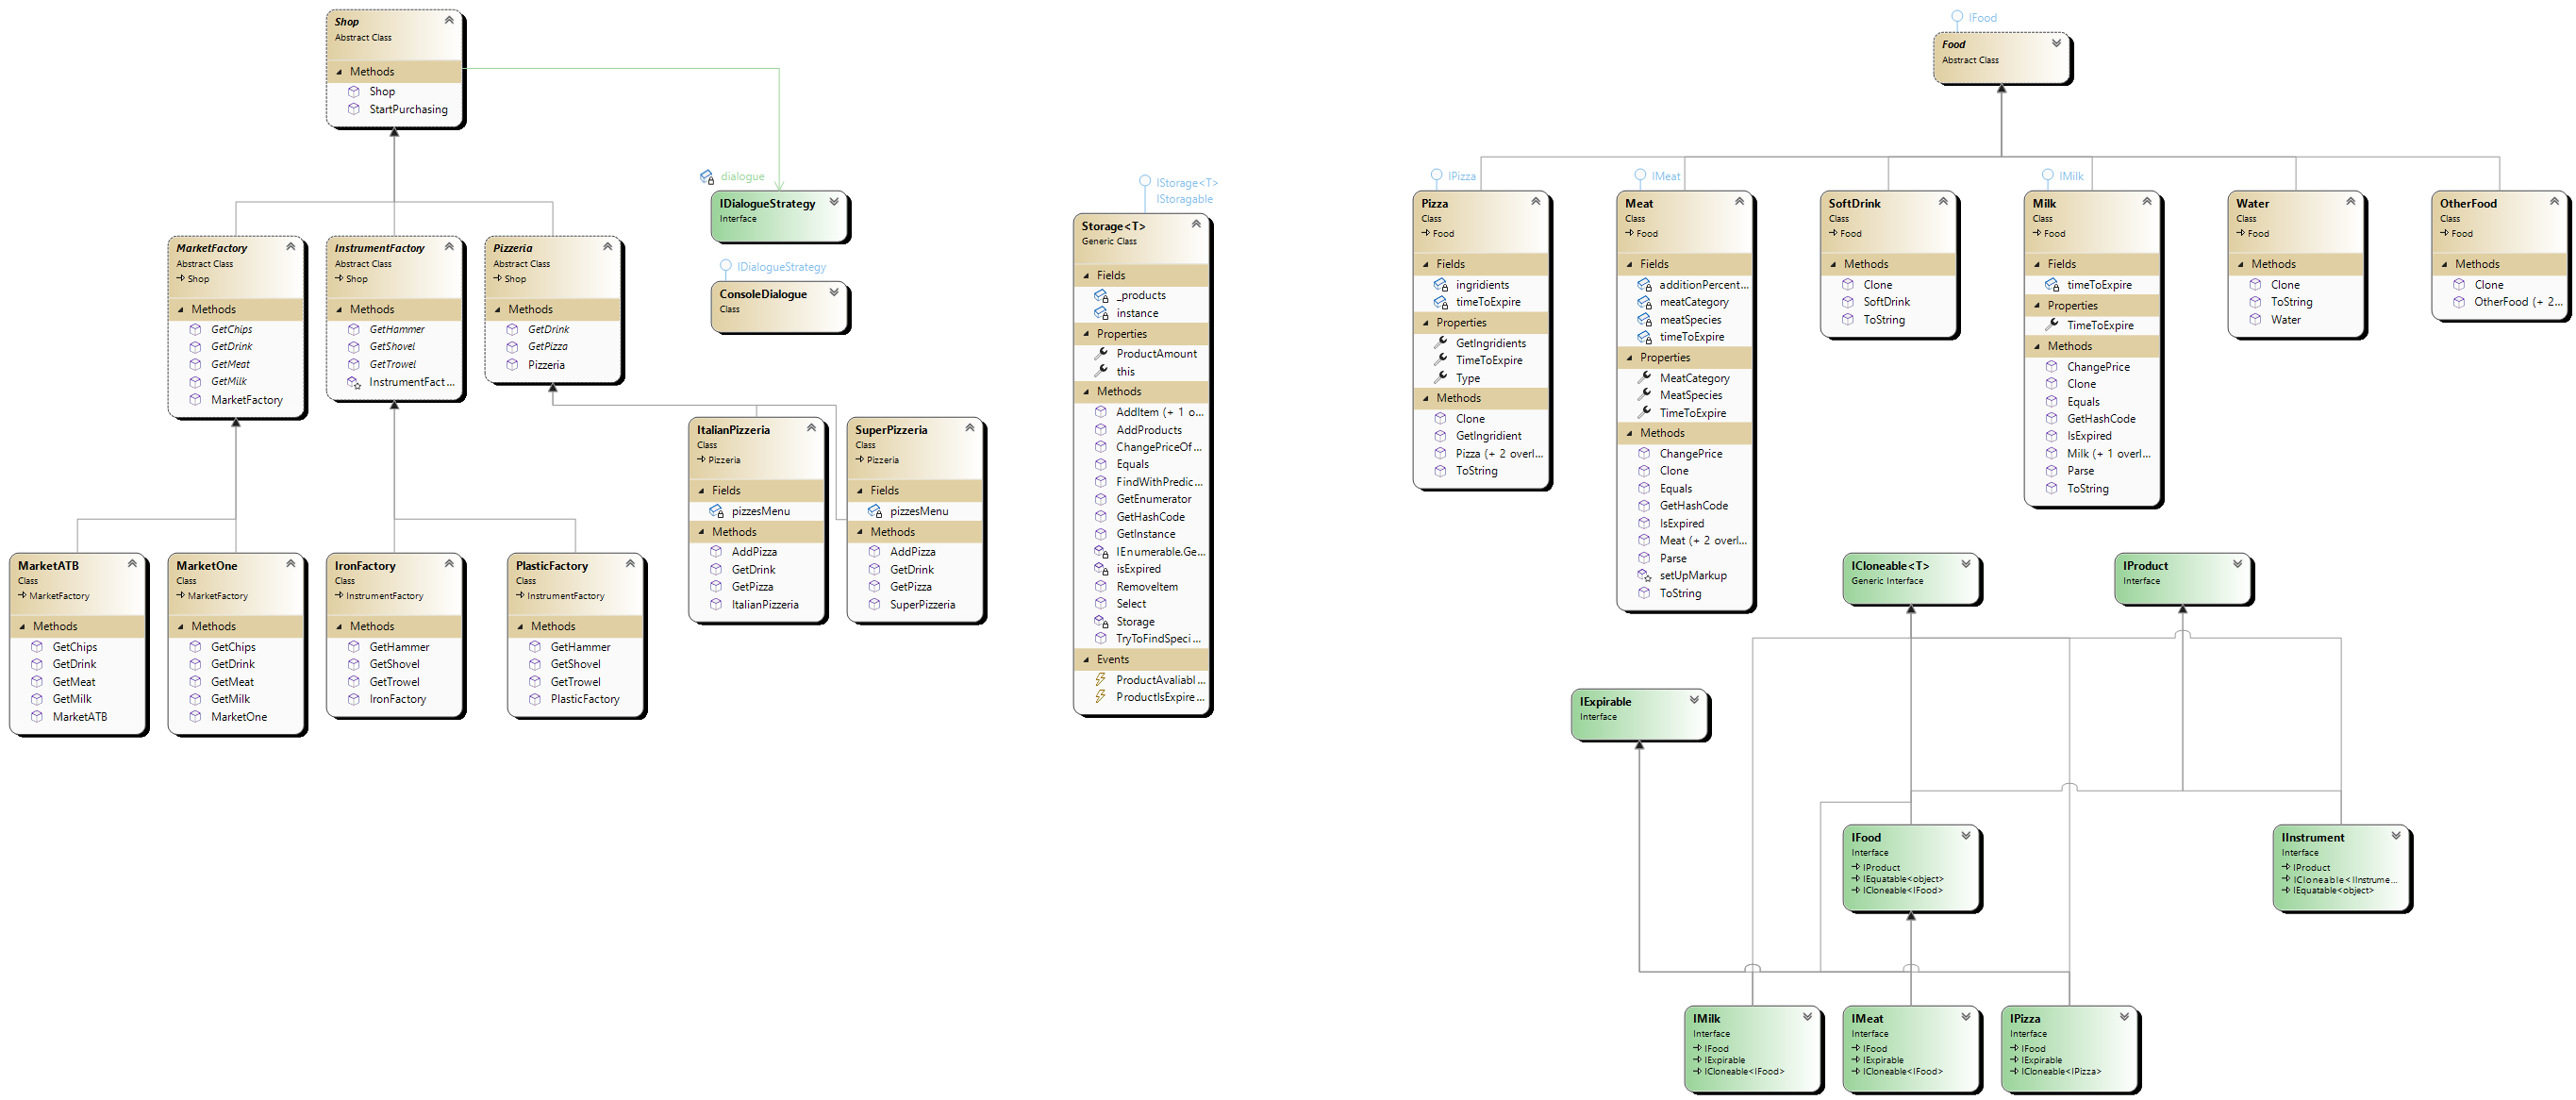 Shop
Abstract Class
Methods
Shop
StartPurchasing
dialogue
IDialogueStrategy
Interface
IDialogueStrategy
ConsoleDialogue
Class
MarketFactory
Abstract Class
Shop
Methods
GetChips
GetDrink
GetMeat
GetMilk
MarketFactory
InstrumentFactory
Abstract Class
Shop
Methods
GetHammer
GetShovel
GetTrowel
InstrumentFact...
Pizzeria
Abstract Class
Shop
Methods
GetDrink
GetPizza
Pizzeria
MarketATB
Class
MarketFactory
Methods
GetChips
GetDrink
GetMeat
GetMilk
MarketATB
MarketOne
Class
MarketFactory
Methods
GetChips
GetDrink
GetMeat
GetMilk
MarketOne
IronFactory
Class
InstrumentFactory
Methods
GetHammer
GetShovel
GetTrowel
IronFactory
PlasticFactory
Class
InstrumentFactory
Methods
GetHammer
GetShovel
GetTrowel
PlasticFactory
ItalianPizzeria
Class
Pizzeria
Fields
pizzesMenu
Methods
AddPizza
GetDrink
GetPizza
ItalianPizzeria
SuperPizzeria
Class
Pizzeria
Fields
pizzesMenu
Methods
AddPizza
GetDrink
GetPizza
SuperPizzeria
IStorage<T>
IStoragable
Storage<T>
Generic Class
Fields
_products
instance
Properties
ProductAmount
this
Methods
AddItem (+ 1 o...
AddProducts
ChangePriceOf...
Equals
FindWithPredic...
GetEnumerator
GetHashCode
GetInstance
IEnumerable.Ge...
isExpired
RemoveItem
Select
Storage
TryToFindSpeci...
Events
ProductAvaliabl...
ProductIsExpire...
IFood
Food
Abstract Class
IPizza
Pizza
Class
Food
Fields
ingridients
timeToExpire
Properties
GetIngridients
TimeToExpire
Type
Methods
Clone
GetIngridient
Pizza (+ 2 overl...
ToString
IMeat
Meat
Class
Food
Fields
additionPercent...
meatCategory
meatSpecies
timeToExpire
Properties
MeatCategory
MeatSpecies
TimeToExpire
Methods
ChangePrice
Clone
Equals
GetHashCode
IsExpired
Meat (+ 2 overl...
Parse
setUpMarkup
ToString
SoftDrink
Class
Food
Methods
Clone
SoftDrink
ToString
IMilk
Milk
Class
Food
Fields
timeToExpire
Properties
TimeToExpire
Methods
ChangePrice
Clone
Equals
GetHashCode
IsExpired
Milk (+ 1 overl...
Parse
ToString
Water
Class
Food
Methods
Clone
ToString
Water
OtherFood
Class
Food
Methods
Clone
OtherFood (+ 2...
ICloneable<T>
Generic Interface
IProduct
Interface
IExpirable
Interface
IFood
Interface
IProduct
IEquatable<object>
ICloneable<IFood>
IInstrument
Interface
IProduct
ICloneable<IInstrume...
IEquatable<object>
IMilk
Interface
IFood
IExpirable
ICloneable<IFood>
IMeat
Interface
IFood
IExpirable
ICloneable<IFood>
IPizza
Interface
IFood
IExpirable
ICloneable<IPizza>